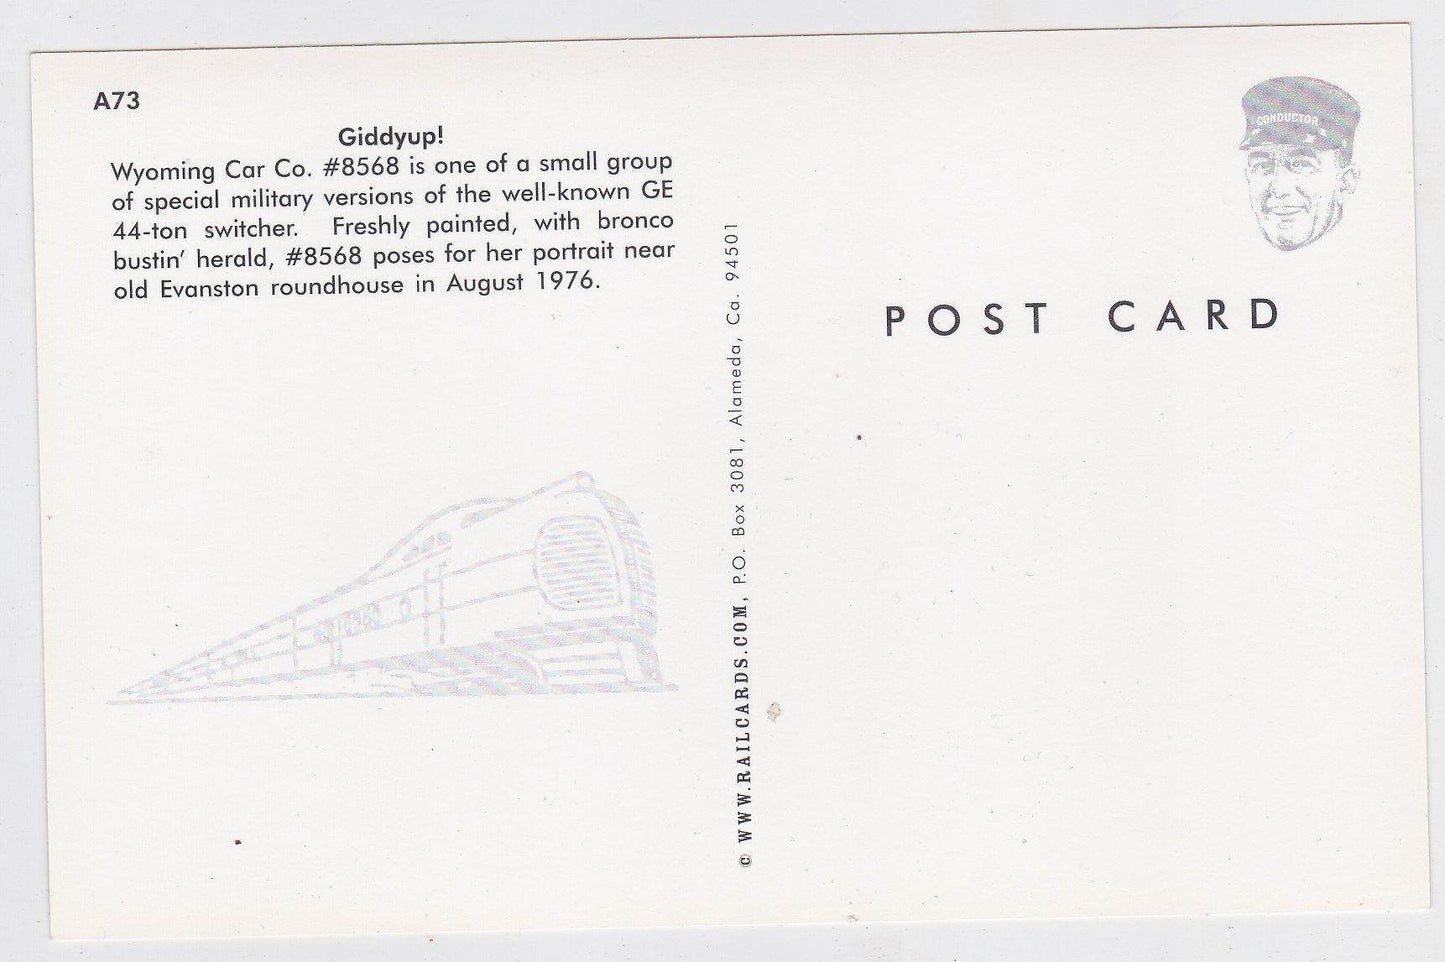 A73
Giddyup!
Wyoming Car Co. #8568 is one of a small group
of special military versions of the well-known GE
44-ton switcher. Freshly painted, with bronco
bustin' herald, #8568 poses for her portrait near
old Evanston roundhouse in August 1976.
© WWW.RAILCARDS.COM, P.O. Box 3081, Alameda, Ca. 94501
CONDUCTOR
POST CARD